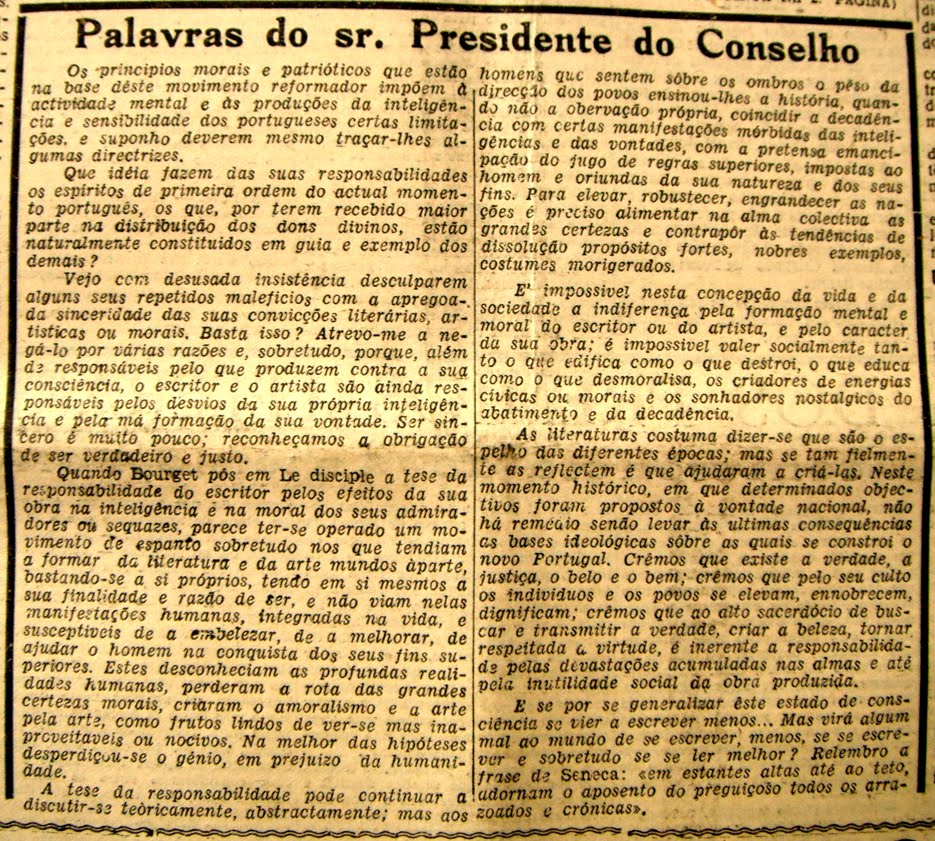 PAGINA)
Palavras do sr. Presidente do Conselho
Os princípios morais e patrióticos que estão
na base dêste movimento reformador impõem à
actividade mental e às produções da inteligên-
cia e sensibilidade dos portugueses certas limita-
ções, e suponho deverem mesmo traçar-lhes al-
gumas directrizes.
Que idéia fazem das suas responsabilidades
os espíritos de primeira ordem do actual momen-
to português, os que, por terem recebido maior
parte na distribuição dos dons divinos, estão
naturalmente constituídos em guia e exemplo dos
demais?
Vejo com desusada insistência desculparem
alguns seus repetidos malefícios com a apregoa-
da sinceridade das suas convicções literárias, ar-
tísticas ou morais. Basta isso? Atrevo-me a ne-
gá-lo por várias razões e, sobretudo, porque, além
de responsáveis pelo que produzem contra a sua
consciência, o escritor e o artista são ainda res-
ponsáveis pelos desvios da sua própria inteligên-
cia e pela má formação da sua vontade. Ser sin-
cero é muito pouco; reconheçamos a obrigação
de ser verdadeiro e justo.
Quando Bourget pôs em Le disciple a tese da
responsabilidade do escritor pelos efeitos da sua
obra na inteligência e na moral dos seus admira-
dores ou sequazes, parece ter-se operado um mo-
vimento de espanto sobretudo nos que tendiam
a formar da literatura e da arte mundos àparte,
bastando-se a si próprios, tendo em si mesmos a
sua finalidade e razão de ser, e não viam nelas
manifestações humanas, integradas na vida, e
susceptíveis de a embelezar, de a melhorar, de
ajudar o homem na conquista dos seus fins su-
periores. Estes desconheciam as profundas reali-
dades humanas, perderam a rota das grandes
certezas morais, criaram o amoralismo e a arte
pela arte, como frutos lindos de ver-se mas ina-
proveitaveis ou nocivos. Na melhor das hipóteses
desperdiçou-se o génio, em prejuízo da humani-
dade.
A tese da responsabilidade pode continuar a
discutir-se teòricamente, abstractamente; mas aos
homens que sentem sôbre os ombros o pêso da
direcção dos povos ensinou-lhes a história, quan-
do não a obervação própria, coincidir a decadên-
cia com certas manifestações mórbidas das inteli-
gências e das vontades, com a pretensa emanci-
pação do jugo de regras superiores, impostas ao
homem e oriundas da sua natureza e dos seus
fins. Para elevar, robustecer, engrandecer as na-
ções é preciso alimentar na alma colectiva as
grandes certezas e contrapôr às tendências de
dissolução propósitos fortes, nobres exemplos,
costumes morigerados.
E' impossivel nesta concepção da vida e da
sociedade a indiferença pela formação mental e
moral do escritor ou do artista, e pelo caracter
da sua obra; é impossivel valer socialmente tan-
to o que edifica como o que destroi, o que educa
como o que desmoralisa, os criadores de energias
cívicas ou morais e os sonhadores nostalgicos do
abatimento e da decadência.
As literaturas costuma dizer-se que são o es-
pelho das diferentes épocas; mas se tam fielmen-
te as reflectem é que ajudaram a criá-las. Neste
momento histórico, em que determinados objec-
tivos foram propostos à vontade nacional, não
há remédio senão levar às ultimas consequências
as bases ideológicas sôbre as quais se constroi o
novo Portugal. Crêmos que existe a verdade, a
justiça, o belo e o bem; crêmos que pelo seu culto
os individuos e os povos se elevam, ennobrecem,
dignificam; crêmos que ao alto sacerdócio de bus-
car e transmitir a verdade, criar a beleza, tornar
respeitada a virtude, é inerente a responsabilida-
de pelas devastações acumuladas nas almas e até
pela inutilidade social da obra produzida.
E se por se generalizar êste estado de cons-
ciência se vier a escrever menos... Mas virá algum
mal ao mundo de se escrever menos, se se escre-
ver e sobretudo se se ler melhor? Relembro a
frase de Seneca: «em estantes altas até ao teto,
adornam o aposento do preguiçoso todos os arra-
zoados e crónicas».